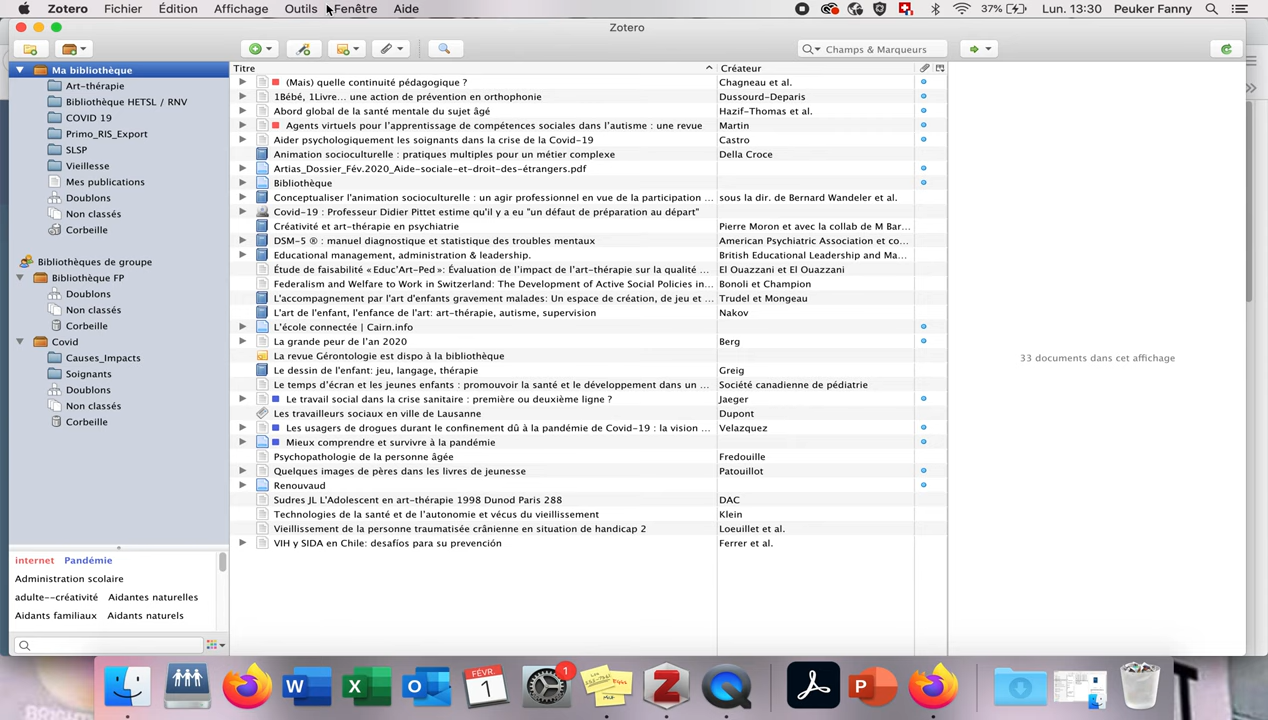 Zotero Fichier Édition Affichage Outils Fenêtre Aide 37% Lun. 13:30 Peuker Fanny
Zotero
Champs & Marqueurs
Ma bibliothèque
Art-thérapie
Bibliothèque HETSL / RNV
COVID 19
Primo_RIS_Export
SLSP
Vieillesse
Mes publications
Doublons
Non classés
Corbeille
Bibliothèques de groupe
Bibliothèque FP
Doublons
Non classés
Corbeille
Covid
Causes_Impacts
Soignants
Doublons
Non classés
Corbeille
internet Pandémie
Administration scolaire
adulte--créativité Aidantes naturelles
Aidants familiaux Aidants naturels
Titre Créateur
(Mais) quelle continuité pédagogique ? Chagneau et al.
1Bébé, 1Livre... une action de prévention en orthophonie Dussourd-Deparis
Abord global de la santé mentale du sujet âgé Hazif-Thomas et al.
Agents virtuels pour l'apprentissage de compétences sociales dans l'autisme : une revue Martin
Aider psychologiquement les soignants dans la crise de la Covid-19 Castro
Animation socioculturelle : pratiques multiples pour un métier complexe Della Croce
Artias_Dossier_Fév.2020_Aide-sociale-et-droit-des-étrangers.pdf
Bibliothèque
Conceptualiser l'animation socioculturelle : un agir professionnel en vue de la participation ... sous la dir. de Bernard Wandeler et al.
Covid-19 : Professeur Didier Pittet estime qu'il y a eu "un défaut de préparation au départ"
Créativité et art-thérapie en psychiatrie Pierre Moron et avec la collab de M Bar...
DSM-5 ® : manuel diagnostique et statistique des troubles mentaux American Psychiatric Association et co...
Educational management, administration & leadership. British Educational Leadership and Ma...
Étude de faisabilité « Educ'Art-Ped »: Évaluation de l'impact de l'art-thérapie sur la qualité ... El Ouazzani et El Ouazzani
Federalism and Welfare to Work in Switzerland: The Development of Active Social Policies in... Bonoli et Champion
L'accompagnement par l'art d'enfants gravement malades: Un espace de création, de jeu et ... Trudel et Mongeau
L'art de l'enfant, l'enfance de l'art: art-thérapie, autisme, supervision Nakov
L'école connectée | Cairn.info
La grande peur de l'an 2020 Berg
La revue Gérontologie est dispo à la bibliothèque
Le dessin de l'enfant: jeu, langage, thérapie Greig
Le temps d'écran et les jeunes enfants : promouvoir la santé et le développement dans un ... Société canadienne de pédiatrie
Le travail social dans la crise sanitaire : première ou deuxième ligne ? Jaeger
Les travailleurs sociaux en ville de Lausanne Dupont
Les usagers de drogues durant le confinement dû à la pandémie de Covid-19 : la vision ... Velazquez
Mieux comprendre et survivre à la pandémie
Psychopathologie de la personne âgée Fredouille
Quelques images de pères dans les livres de jeunesse Patouillot
Renouvaud
Sudres JL L'Adolescent en art-thérapie 1998 Dunod Paris 288 DAC
Technologies de la santé et de l'autonomie et vécus du vieillissement Klein
Vieillissement de la personne traumatisée crânienne en situation de handicap 2 Loeuillet et al.
VIH y SIDA en Chile: desafíos para su prevención Ferrer et al.
33 documents dans cet affichage
FÉVR.
1
1